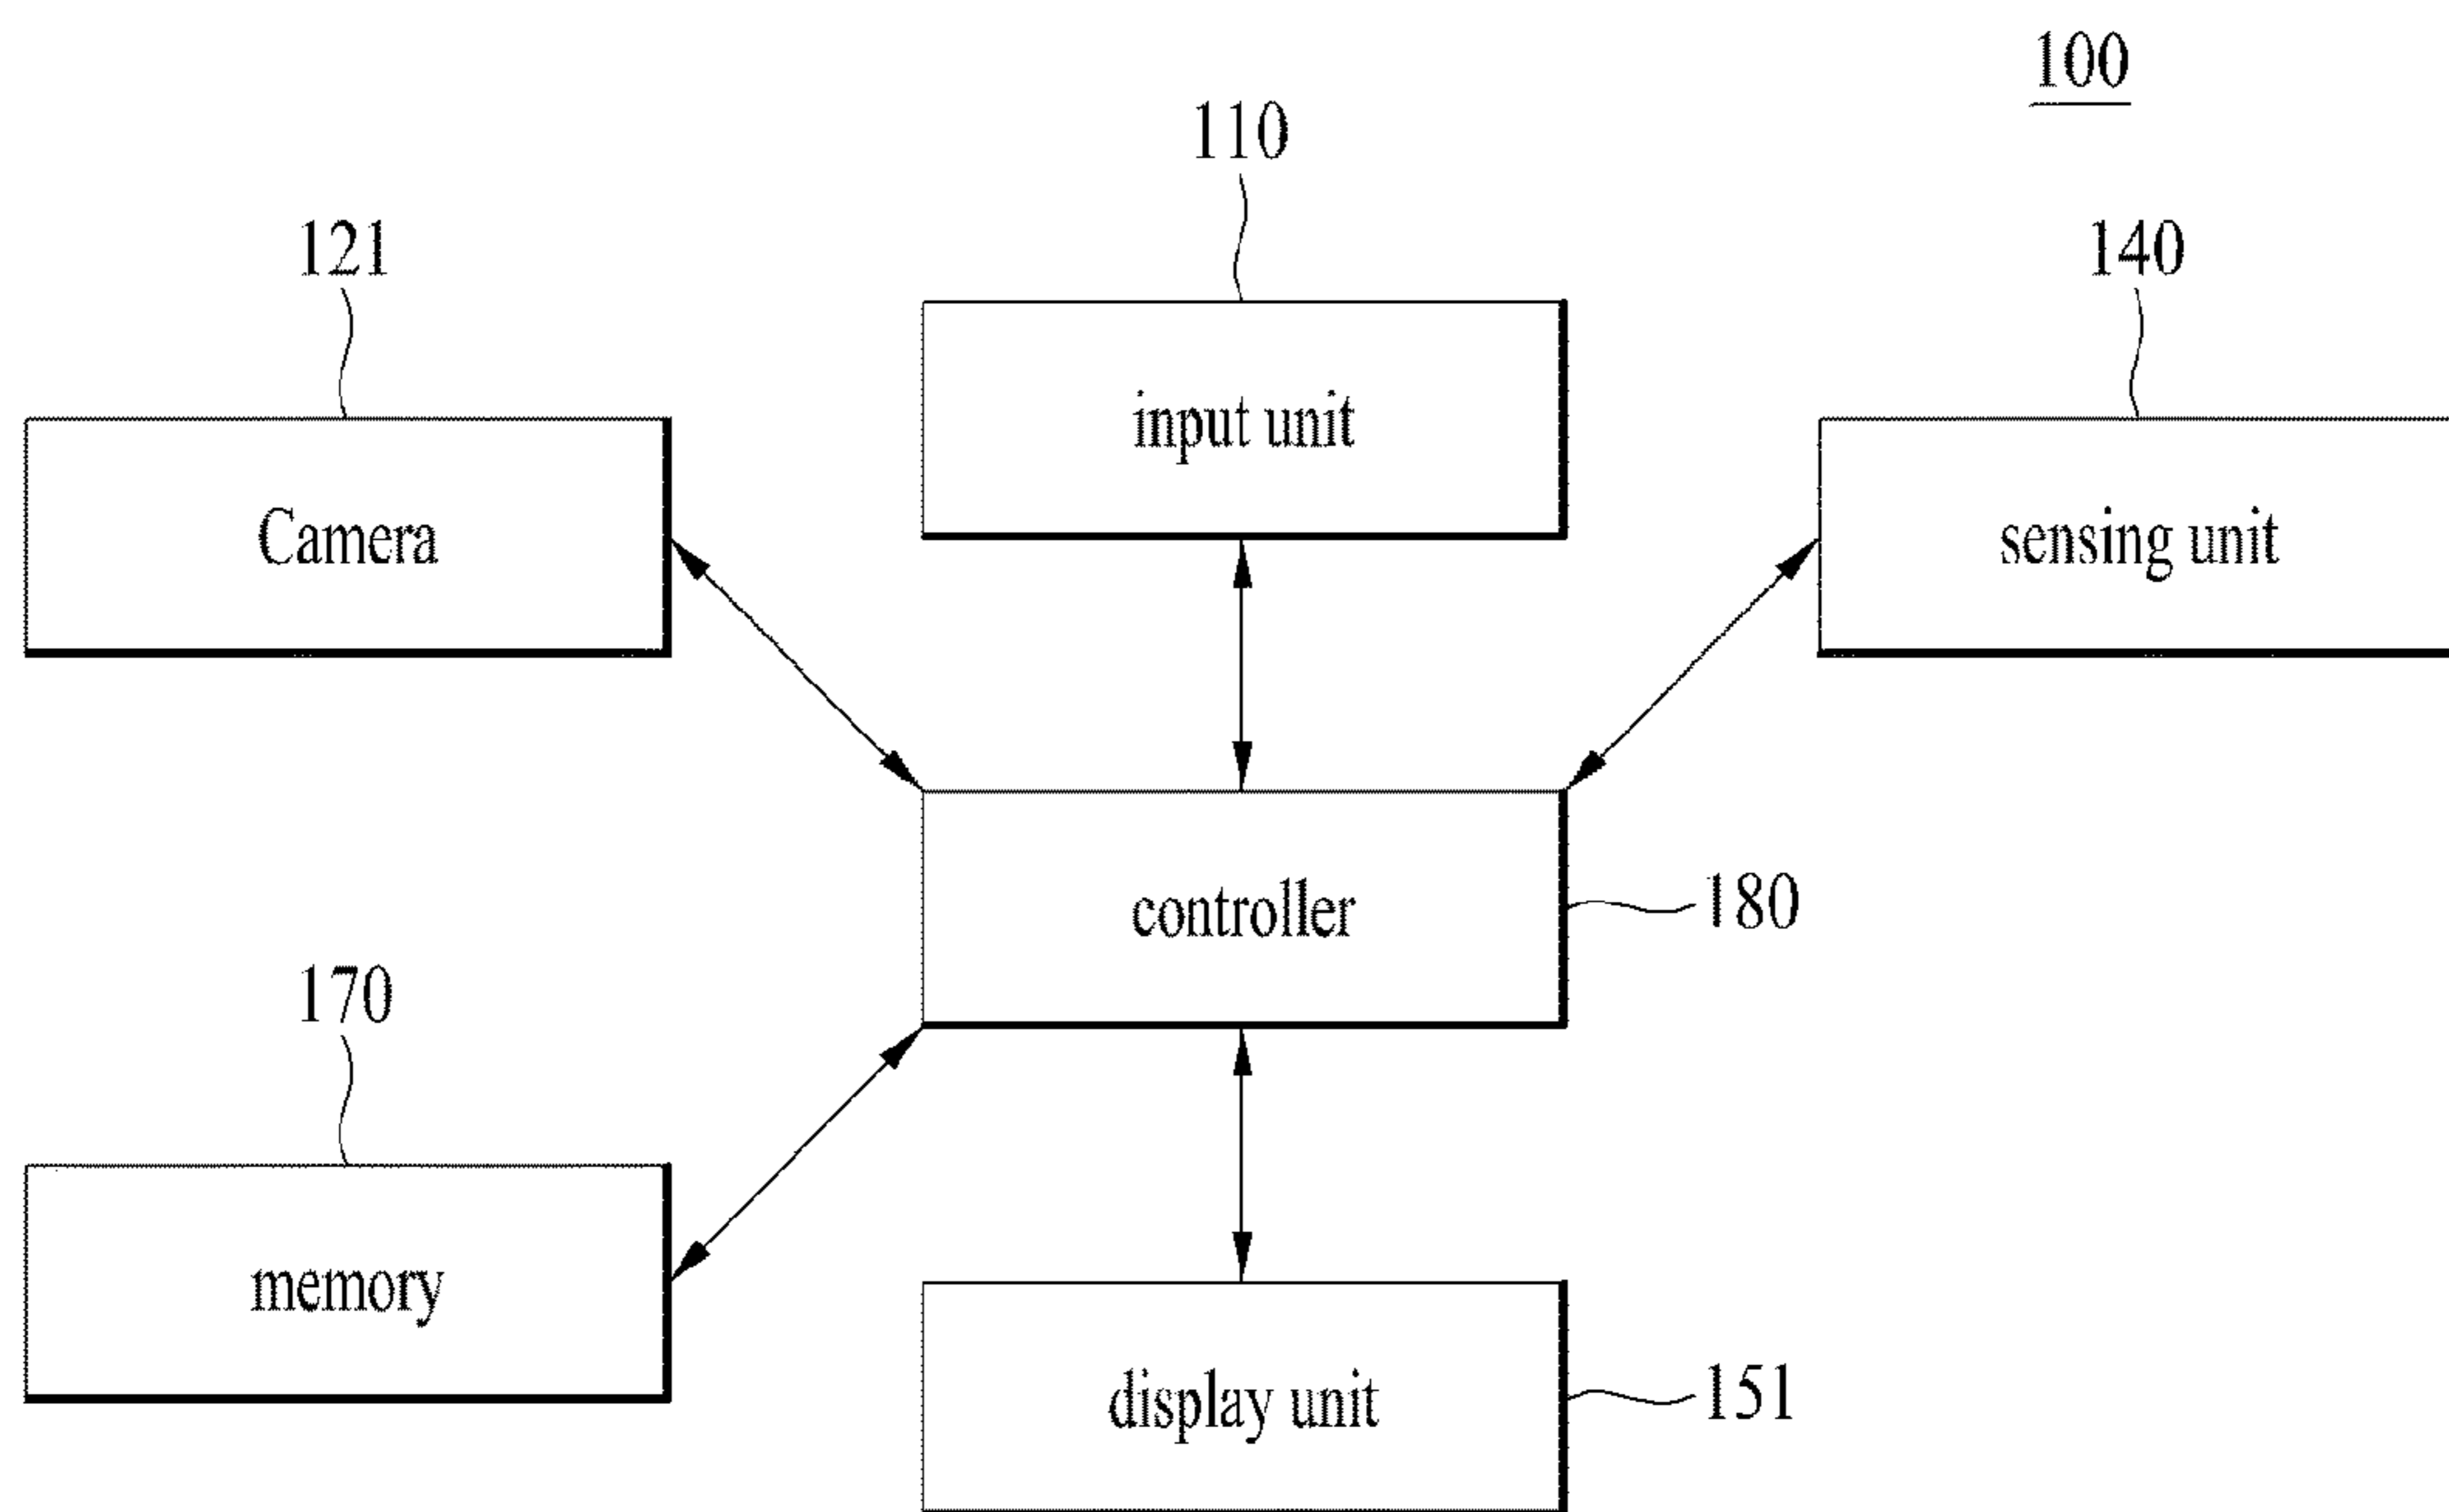 100
110
121
140
input unit
Camera
sensing unit
controller
180
170
memory
display unit
151